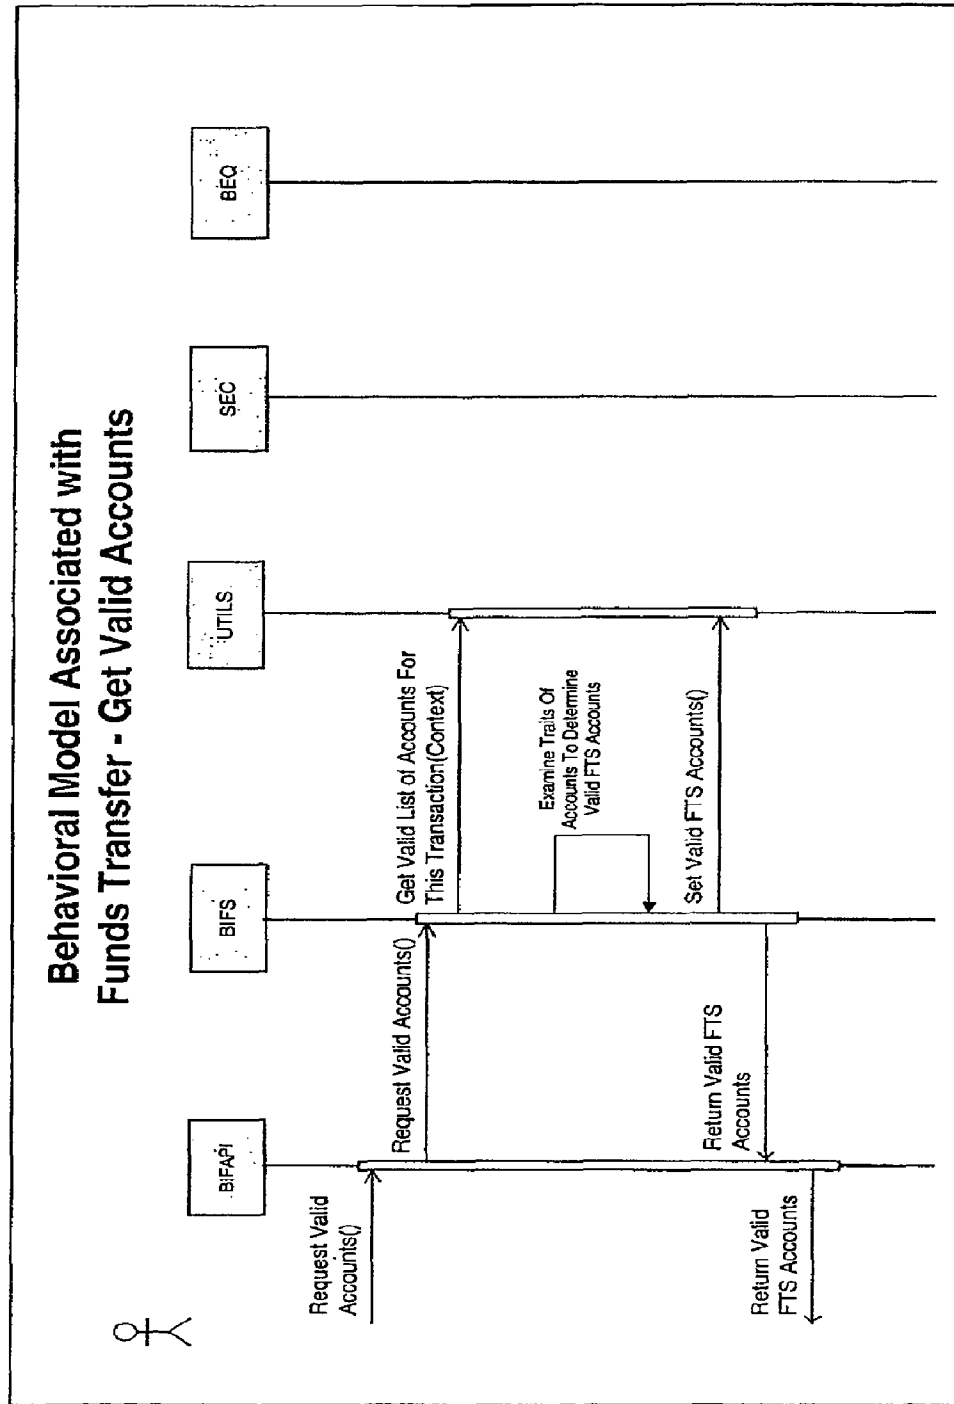 Behavioral Model Associated with
Funds Transfer - Get Valid Accounts
BIFAPI
BIFS
UTILS
SEC
BEQ
Request Valid
Accounts()
Request Valid Accounts()
Get Valid List of Accounts For
This Transaction(Context)
Examine Traits Of
Accounts To Determine
Valid FTS Accounts
Set Valid FTS Accounts()
Return Valid FTS
Accounts
Return Valid
FTS Accounts